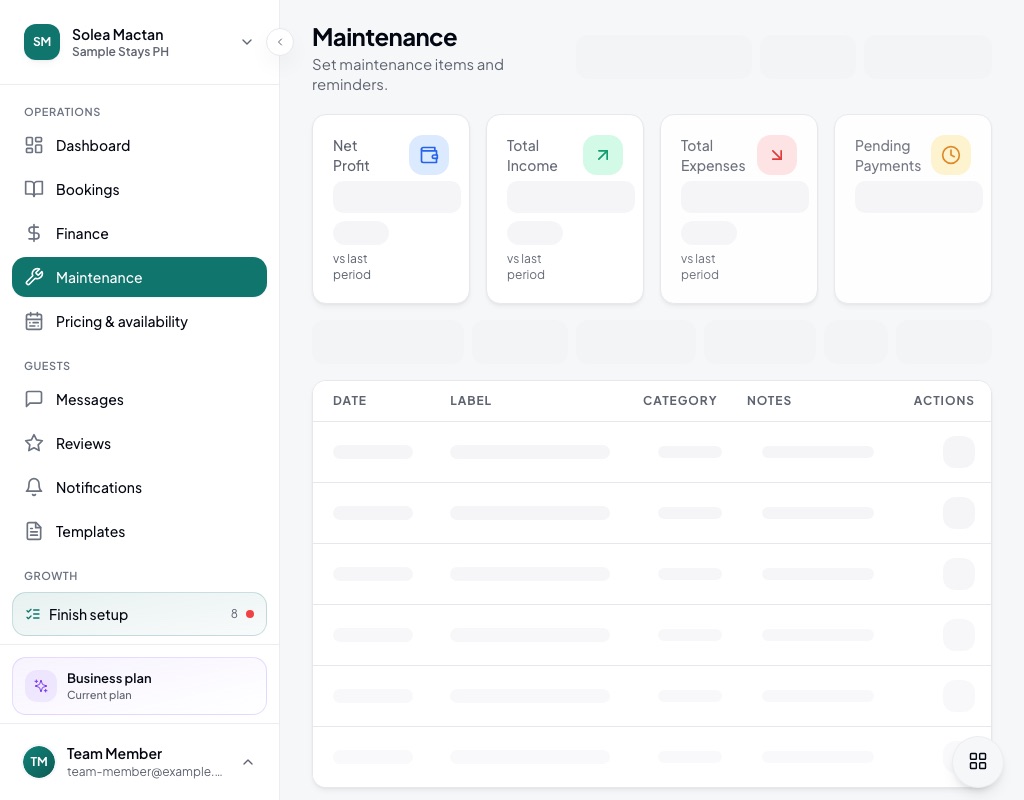 SM
Solea Mactan
Sample Stays PH
OPERATIONS
Dashboard
Bookings
Finance
Maintenance
Pricing & availability
GUESTS
Messages
Reviews
Notifications
Templates
GROWTH
Finish setup
8
Business plan
Current plan
TM
Team Member
team-member@example....
Maintenance
Set maintenance items and
reminders.
Net
Profit
vs last
period
Total
Income
vs last
period
Total
Expenses
vs last
period
Pending
Payments
DATE LABEL CATEGORY NOTES ACTIONS